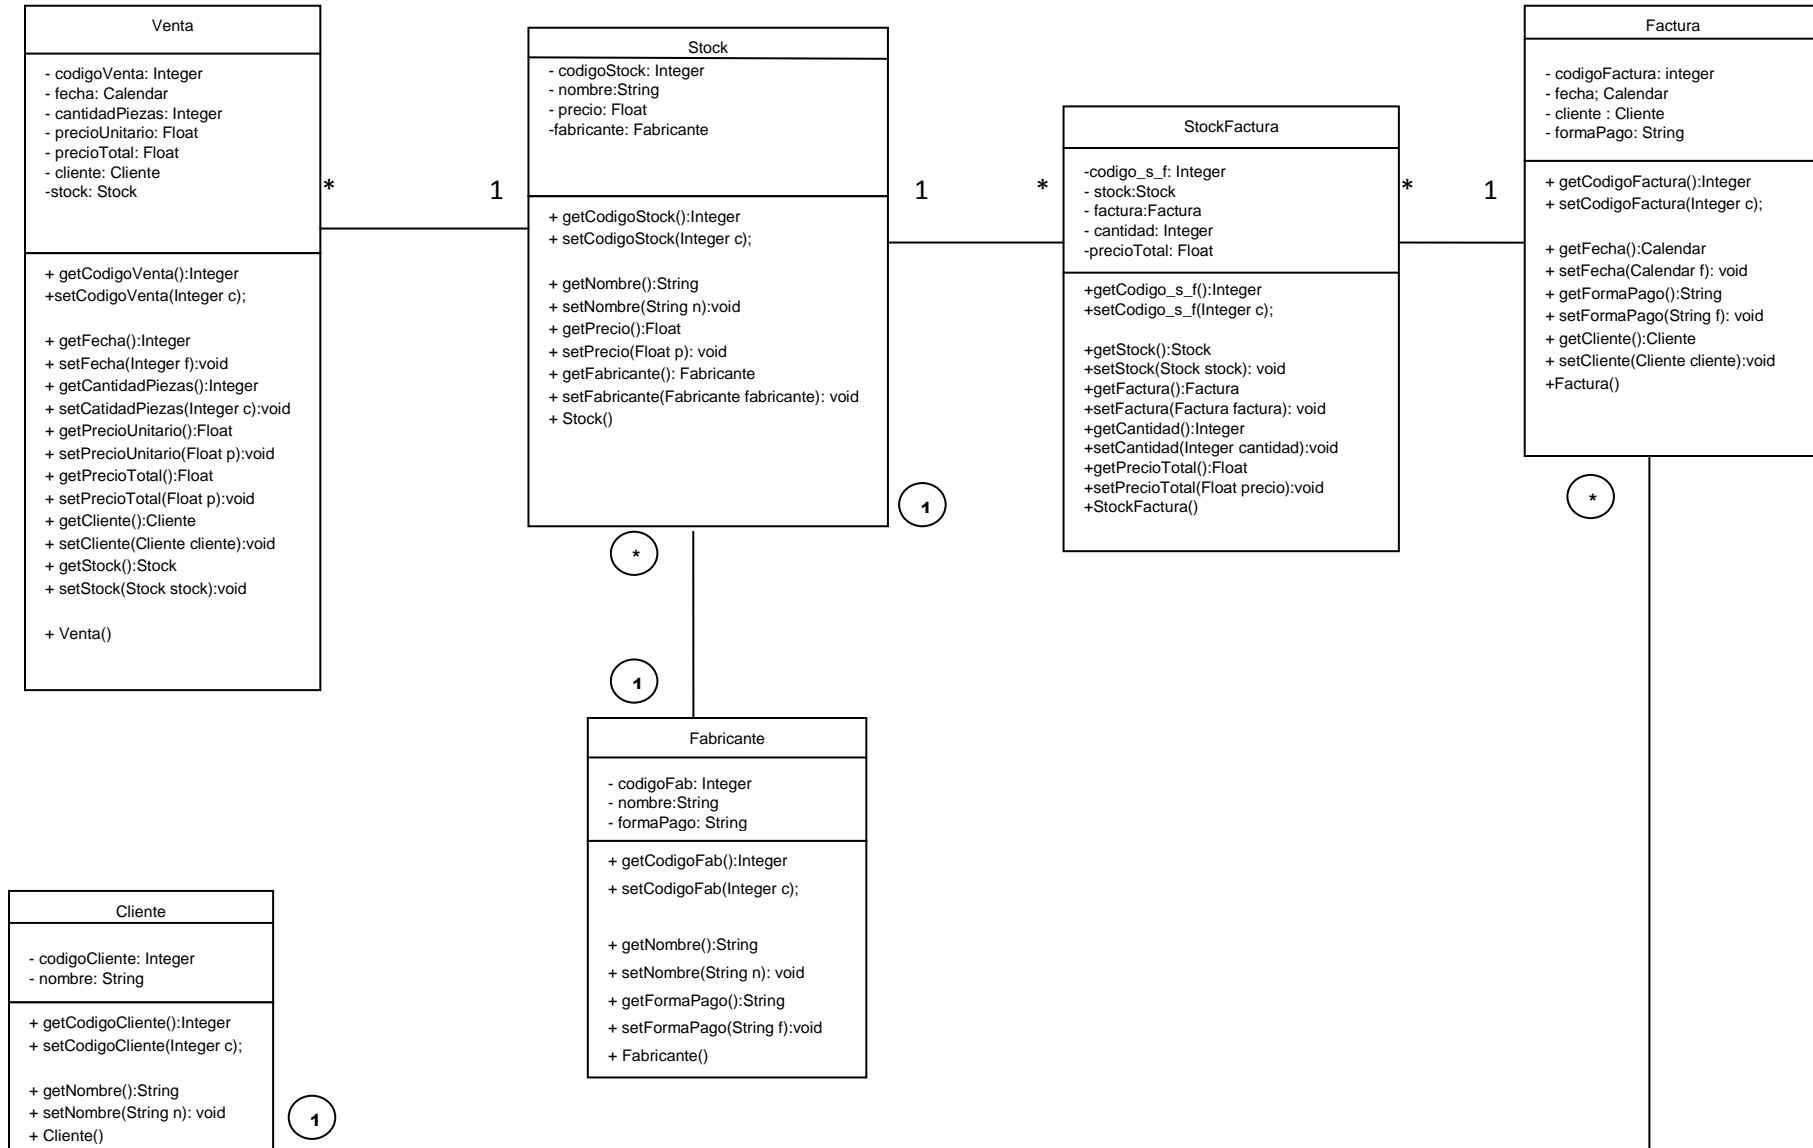 Venta
- codigoVenta: Integer
- fecha: Calendar
- cantidadPiezas: Integer
- precioUnitario: Float
- precioTotal: Float
- cliente: Cliente
-stock: Stock
+ getCodigoVenta():Integer
+setCodigoVenta(Integer c);
+ getFecha():Integer
+ setFecha(Integer f):void
+ getCantidadPiezas():Integer
+ setCatidadPiezas(Integer c):void
+ getPrecioUnitario():Float
+ setPrecioUnitario(Float p):void
+ getPrecioTotal():Float
+ setPrecioTotal(Float p):void
+ getCliente():Cliente
+ setCliente(Cliente cliente):void
+ getStock():Stock
+ setStock(Stock stock):void
+ Venta()
*
1
Stock
- codigoStock: Integer
- nombre:String
- precio: Float
-fabricante: Fabricante
+ getCodigoStock():Integer
+ setCodigoStock(Integer c);
+ getNombre():String
+ setNombre(String n):void
+ getPrecio():Float
+ setPrecio(Float p): void
+ getFabricante(): Fabricante
+ setFabricante(Fabricante fabricante): void
+ Stock()
1
*
StockFactura
-codigo_s_f: Integer
- stock:Stock
- factura:Factura
- cantidad: Integer
-precioTotal: Float
+getCodigo_s_f():Integer
+setCodigo_s_f(Integer c);
+getStock():Stock
+setStock(Stock stock): void
+getFactura():Factura
+setFactura(Factura factura): void
+getCantidad():Integer
+setCantidad(Integer cantidad):void
+getPrecioTotal():Float
+setPrecioTotal(Float precio):void
+StockFactura()
*
1
Factura
- codigoFactura: integer
- fecha; Calendar
- cliente : Cliente
- formaPago: String
+ getCodigoFactura():Integer
+ setCodigoFactura(Integer c);
+ getFecha():Calendar
+ setFecha(Calendar f): void
+ getFormaPago():String
+ setFormaPago(String f): void
+ getCliente():Cliente
+ setCliente(Cliente cliente):void
+Factura()
*
1
*
1
Fabricante
- codigoFab: Integer
- nombre:String
- formaPago: String
+ getCodigoFab():Integer
+ setCodigoFab(Integer c);
+ getNombre():String
+ setNombre(String n): void
+ getFormaPago():String
+ setFormaPago(String f):void
+ Fabricante()
Cliente
- codigoCliente: Integer
- nombre: String
+ getCodigoCliente():Integer
+ setCodigoCliente(Integer c);
+ getNombre():String
+ setNombre(String n): void
+ Cliente()
1